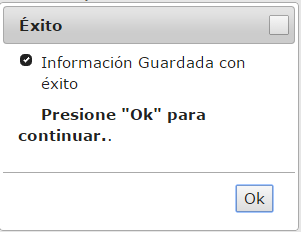 Éxito
Información Guardada con
éxito
Presione "Ok" para
continuar..
Ok